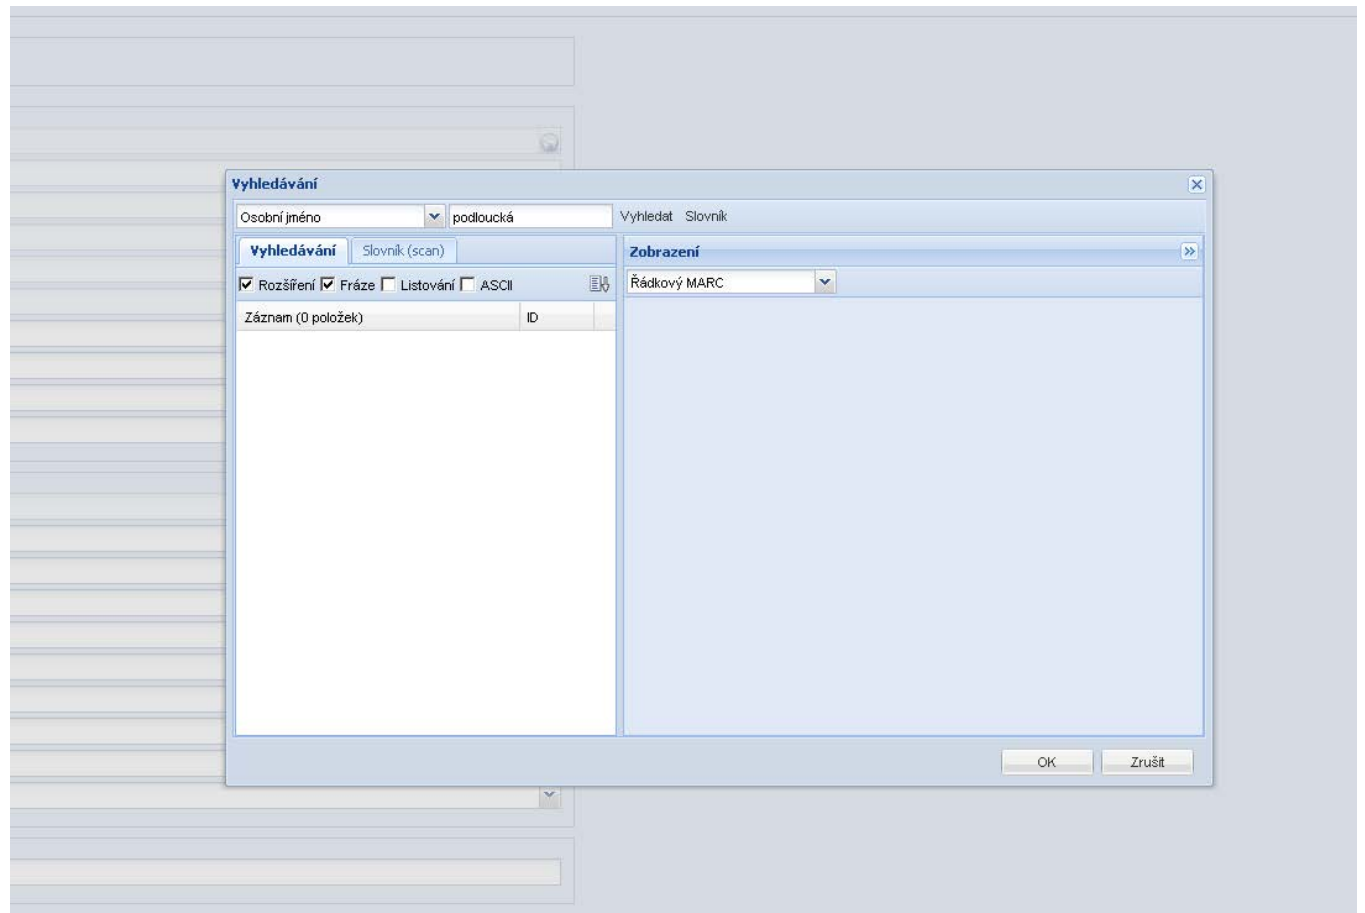 Vyhledávání
Osobní jméno podloucká Vyhledat Slovník
Vyhledávání Slovník (scan) Zobrazení
Rozšíření Fráze Listování ASCII Řádkový MARC
Záznam (0 položek) ID
OK Zrušit